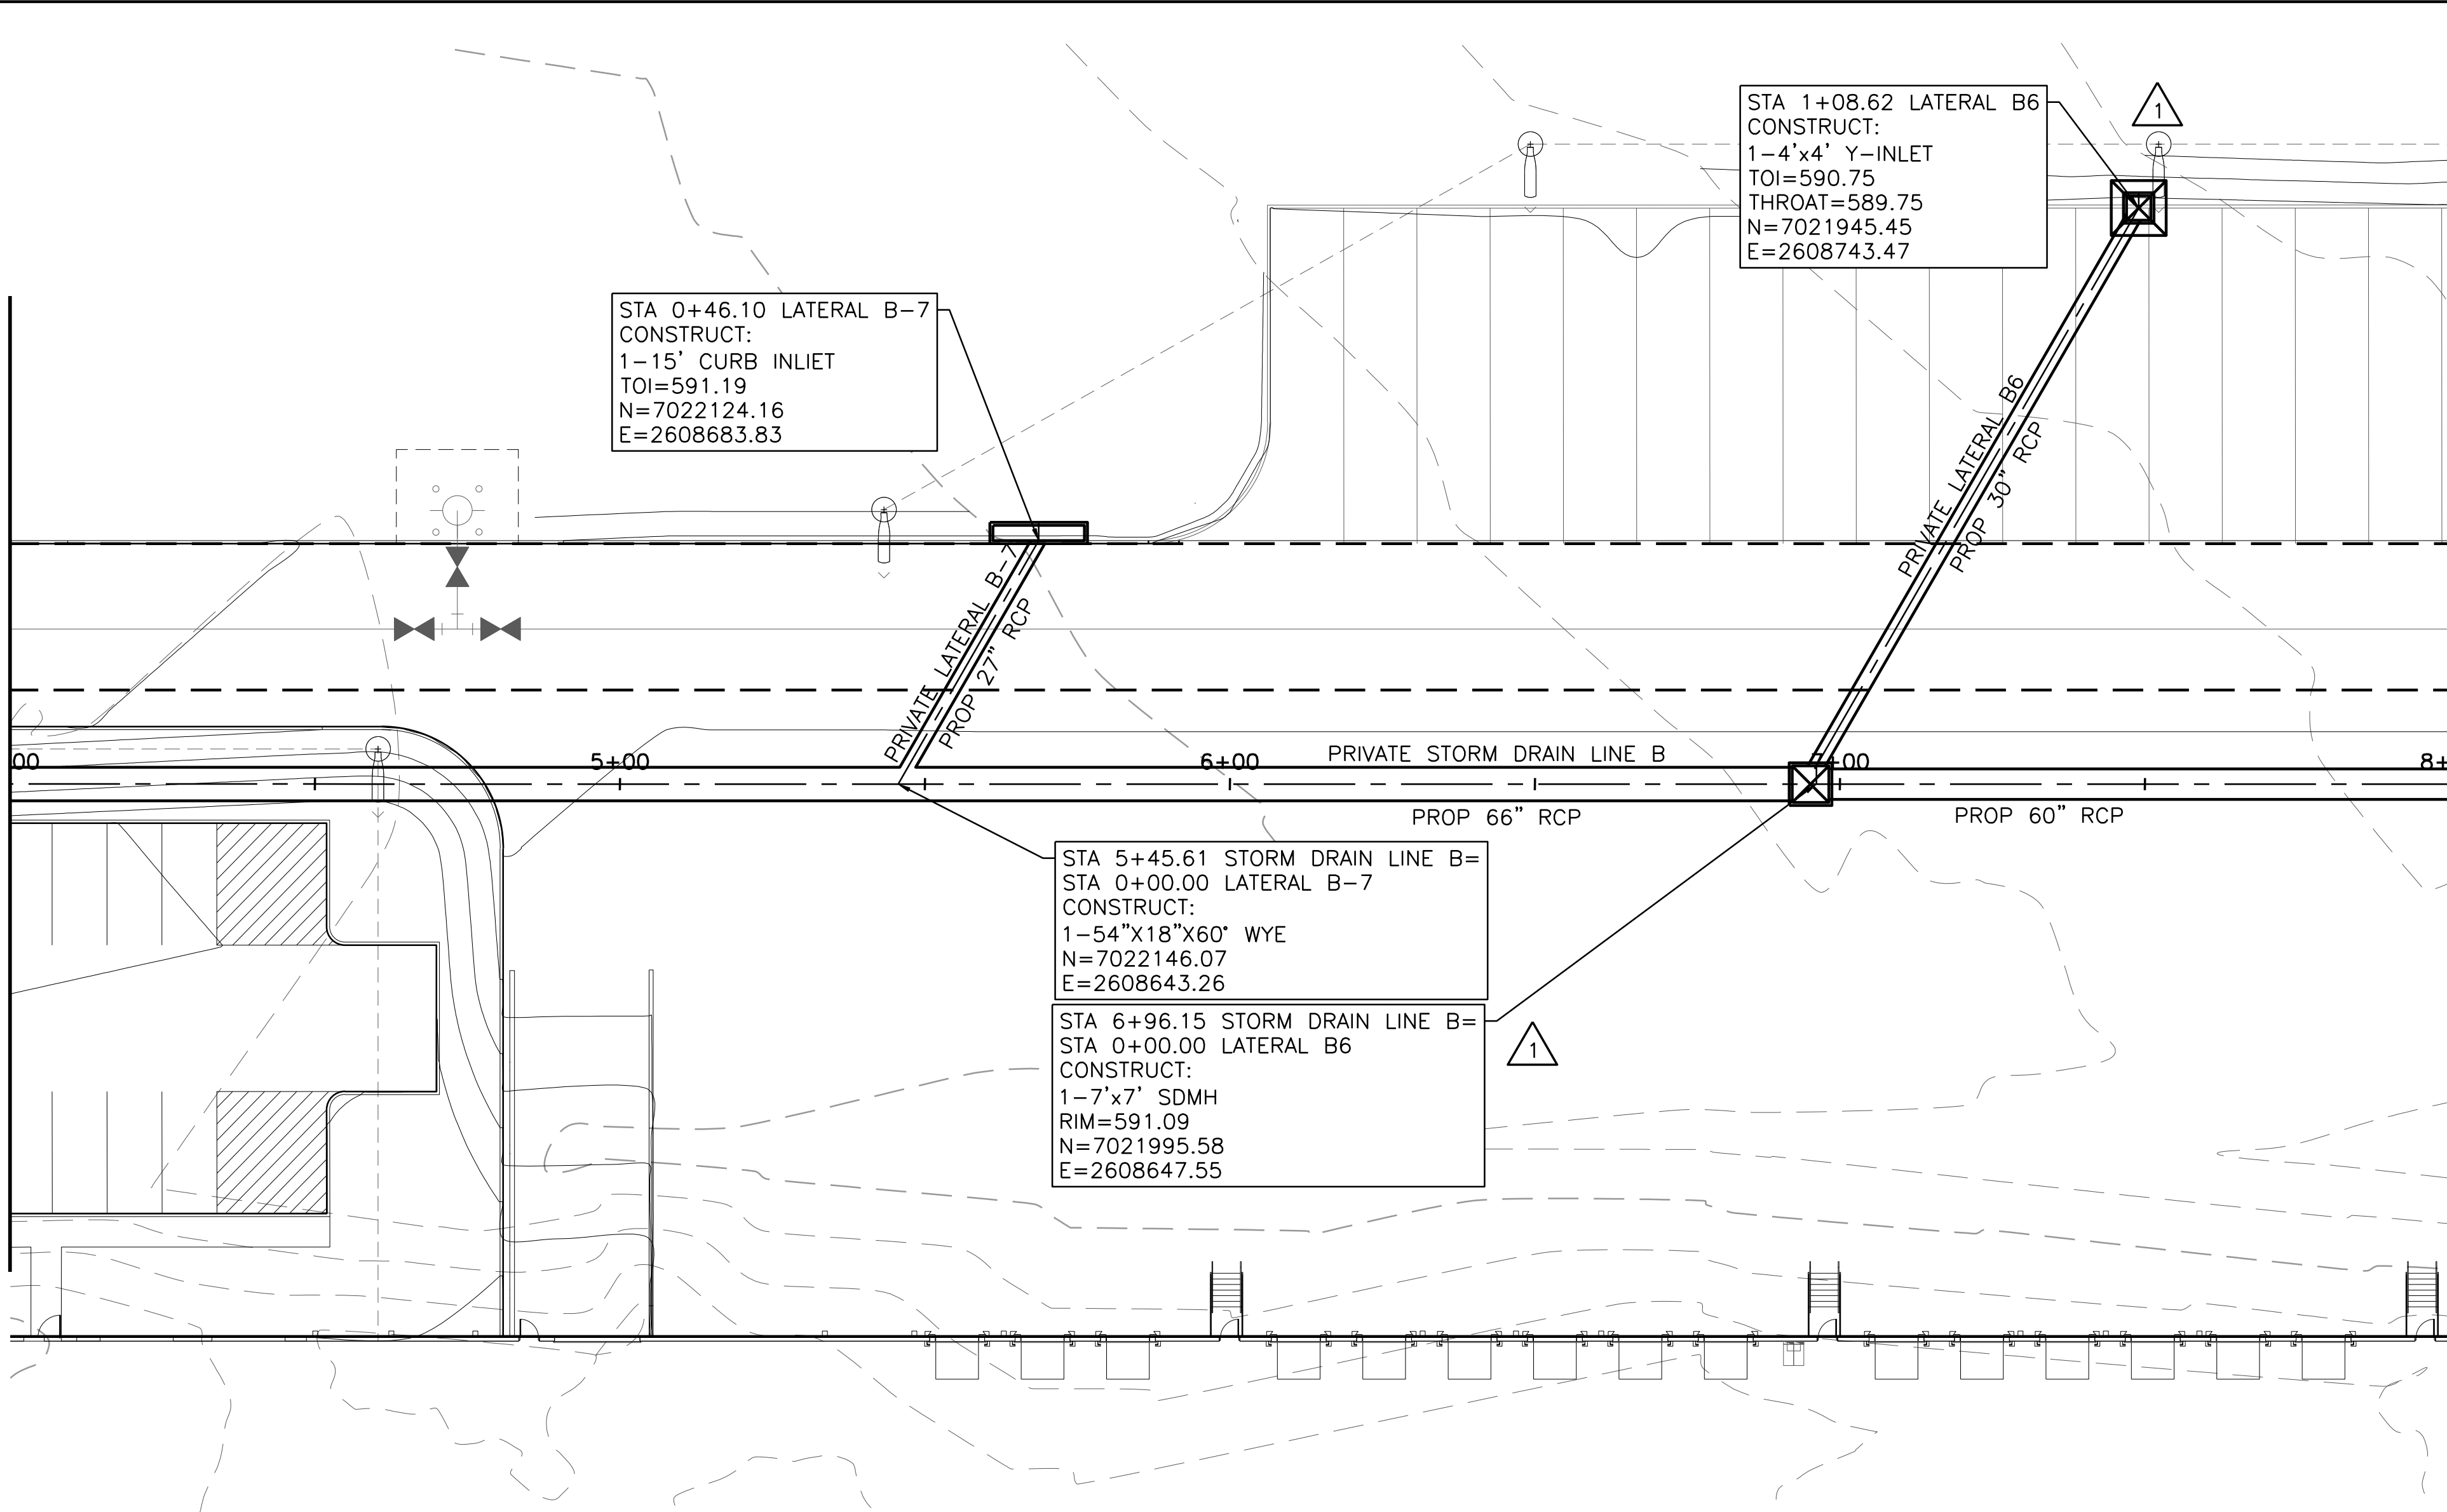 STA 1+08.62 LATERAL B6
CONSTRUCT:
1-4'x4' Y-INLET
TOI=590.75
THROAT=589.75
N=7021945.45
E=2608743.47
1
STA 0+46.10 LATERAL B-7
CONSTRUCT:
1-15' CURB INLIET
TOI=591.19
N=7022124.16
E=2608683.83
PRIVATE LATERAL B-7
PROP 27" RCP
PRIVATE LATERAL B6
PROP 30" RCP
00
5+00
6+00
PRIVATE STORM DRAIN LINE B
7+00
8+
PROP 66" RCP
PROP 60" RCP
STA 5+45.61 STORM DRAIN LINE B=
STA 0+00.00 LATERAL B-7
CONSTRUCT:
1-54"X18"X60° WYE
N=7022146.07
E=2608643.26
STA 6+96.15 STORM DRAIN LINE B=
STA 0+00.00 LATERAL B6
CONSTRUCT:
1-7'x7' SDMH
RIM=591.09
N=7021995.58
E=2608647.55
1